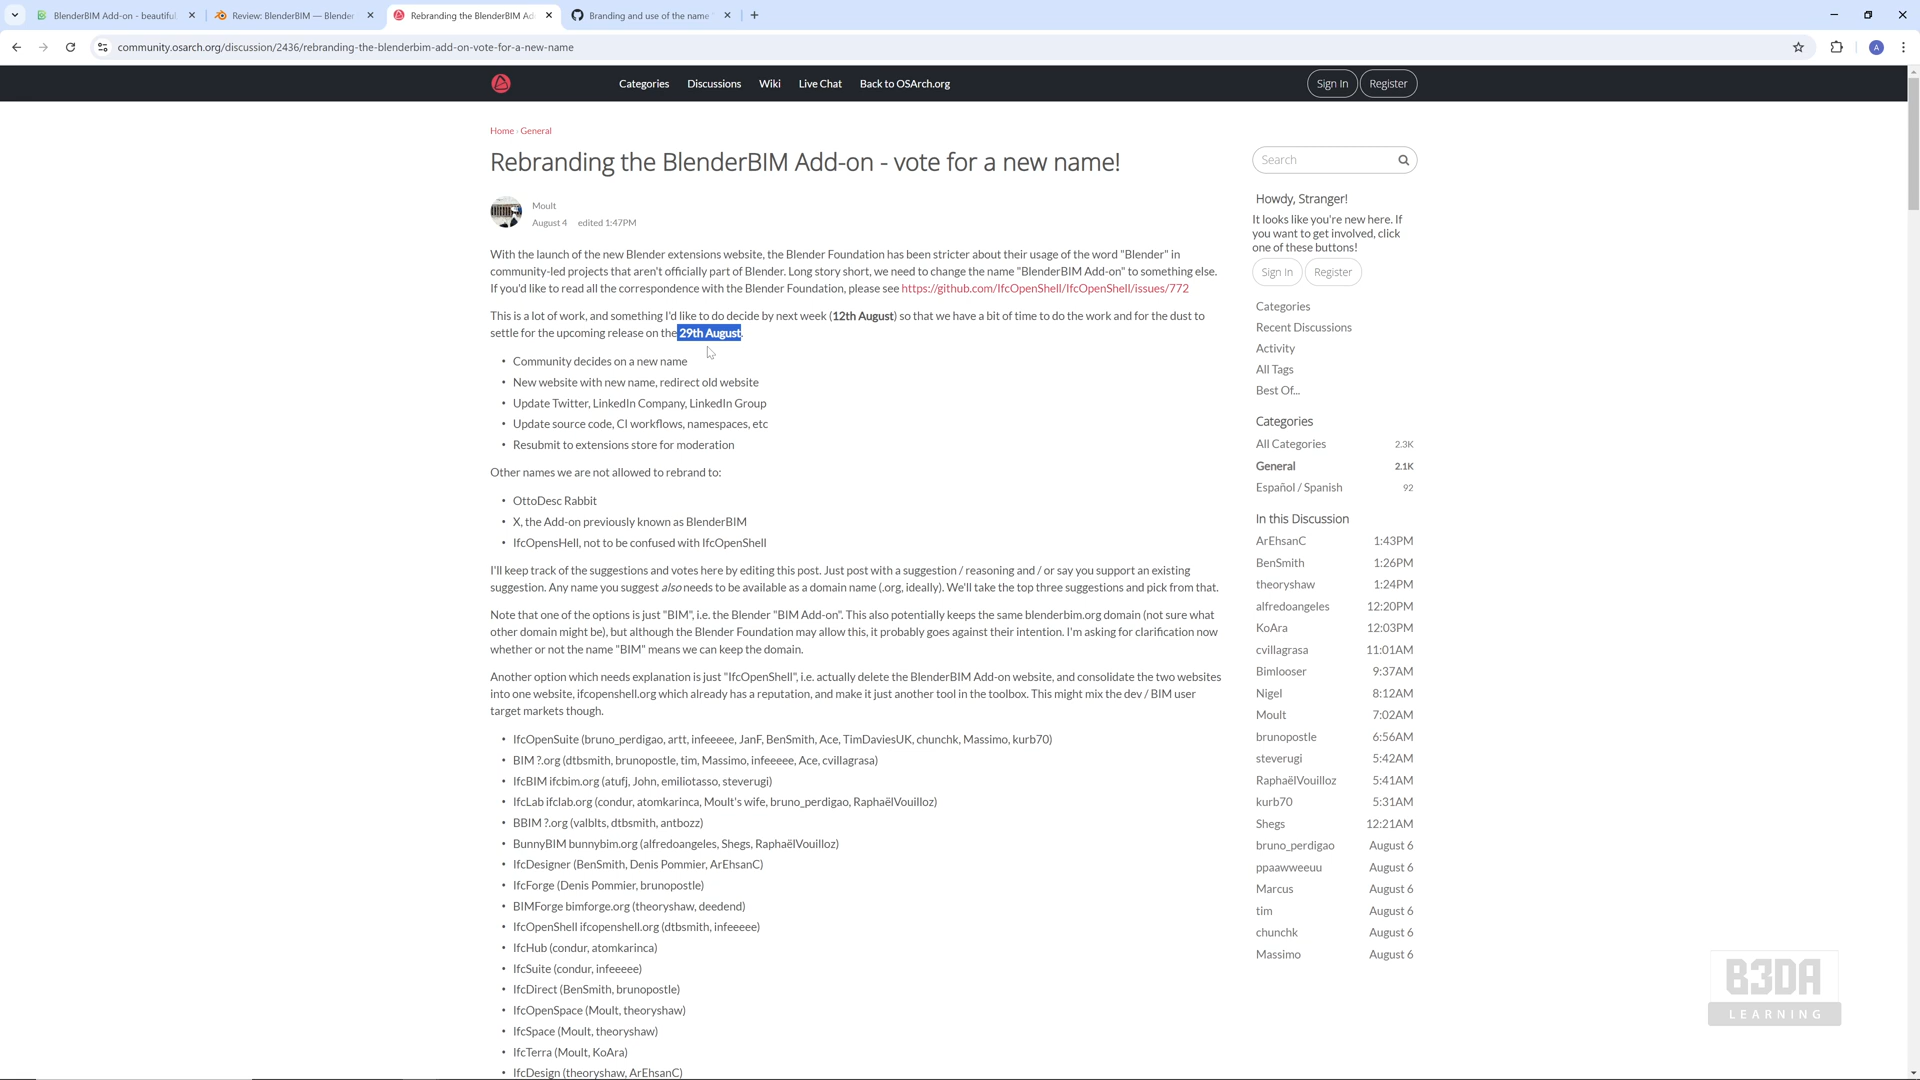 BlenderBIM Add-on - beautiful,
Review: BlenderBIM — Blender
Rebranding the BlenderBIM Ad
Branding and use of the name "
community.osarch.org/discussion/2436/rebranding-the-blenderbim-add-on-vote-for-a-new-name
A
Categories
Discussions
Wiki
Live Chat
Back to OSArch.org
Sign In
Register
Home › General
Rebranding the BlenderBIM Add-on - vote for a new name!
Moult
August 4 edited 1:47PM
With the launch of the new Blender extensions website, the Blender Foundation has been stricter about their usage of the word "Blender" in
community-led projects that aren't officially part of Blender. Long story short, we need to change the name "BlenderBIM Add-on" to something else.
If you'd like to read all the correspondence with the Blender Foundation, please see https://github.com/IfcOpenShell/IfcOpenShell/issues/772
This is a lot of work, and something I'd like to do decide by next week (12th August) so that we have a bit of time to do the work and for the dust to
settle for the upcoming release on the 29th August.
• Community decides on a new name
• New website with new name, redirect old website
• Update Twitter, LinkedIn Company, LinkedIn Group
• Update source code, CI workflows, namespaces, etc
• Resubmit to extensions store for moderation
Other names we are not allowed to rebrand to:
• OttoDesc Rabbit
• X, the Add-on previously known as BlenderBIM
• IfcOpensHell, not to be confused with IfcOpenShell
I'll keep track of the suggestions and votes here by editing this post. Just post with a suggestion / reasoning and / or say you support an existing
suggestion. Any name you suggest also needs to be available as a domain name (.org, ideally). We'll take the top three suggestions and pick from that.
Note that one of the options is just "BIM", i.e. the Blender "BIM Add-on". This also potentially keeps the same blenderbim.org domain (not sure what
other domain might be), but although the Blender Foundation may allow this, it probably goes against their intention. I'm asking for clarification now
whether or not the name "BIM" means we can keep the domain.
Another option which needs explanation is just "IfcOpenShell", i.e. actually delete the BlenderBIM Add-on website, and consolidate the two websites
into one website, ifcopenshell.org which already has a reputation, and make it just another tool in the toolbox. This might mix the dev / BIM user
target markets though.
• IfcOpenSuite (bruno_perdigao, artt, infeeeee, JanF, BenSmith, Ace, TimDaviesUK, chunchk, Massimo, kurb70)
• BIM ?.org (dtbsmith, brunopostle, tim, Massimo, infeeeee, Ace, cvillagrasa)
• IfcBIM ifcbim.org (atufj, John, emiliotasso, steverugi)
• IfcLab ifclab.org (condur, atomkarinca, Moult's wife, bruno_perdigao, RaphaëlVouilloz)
• BBIM ?.org (valblts, dtbsmith, antbozz)
• BunnyBIM bunnybim.org (alfredoangeles, Shegs, RaphaëlVouilloz)
• IfcDesigner (BenSmith, Denis Pommier, ArEhsanC)
• IfcForge (Denis Pommier, brunopostle)
• BIMForge bimforge.org (theoryshaw, deedend)
• IfcOpenShell ifcopenshell.org (dtbsmith, infeeeee)
• IfcHub (condur, atomkarinca)
• IfcSuite (condur, infeeeee)
• IfcDirect (BenSmith, brunopostle)
• IfcOpenSpace (Moult, theoryshaw)
• IfcSpace (Moult, theoryshaw)
• IfcTerra (Moult, KoAra)
• IfcDesign (theoryshaw, ArEhsanC)
Search
Howdy, Stranger!
It looks like you're new here. If
you want to get involved, click
one of these buttons!
Sign In
Register
Categories
Recent Discussions
Activity
All Tags
Best Of...
Categories
All Categories 2.3K
General 2.1K
Español / Spanish 92
In this Discussion
ArEhsanC 1:43PM
BenSmith 1:26PM
theoryshaw 1:24PM
alfredoangeles 12:20PM
KoAra 12:03PM
cvillagrasa 11:01AM
Bimlooser 9:37AM
Nigel 8:12AM
Moult 7:02AM
brunopostle 6:56AM
steverugi 5:42AM
RaphaëlVouilloz 5:41AM
kurb70 5:31AM
Shegs 12:21AM
bruno_perdigao August 6
ppaawweeuu August 6
Marcus August 6
tim August 6
chunchk August 6
Massimo August 6
B3DA
LEARNING